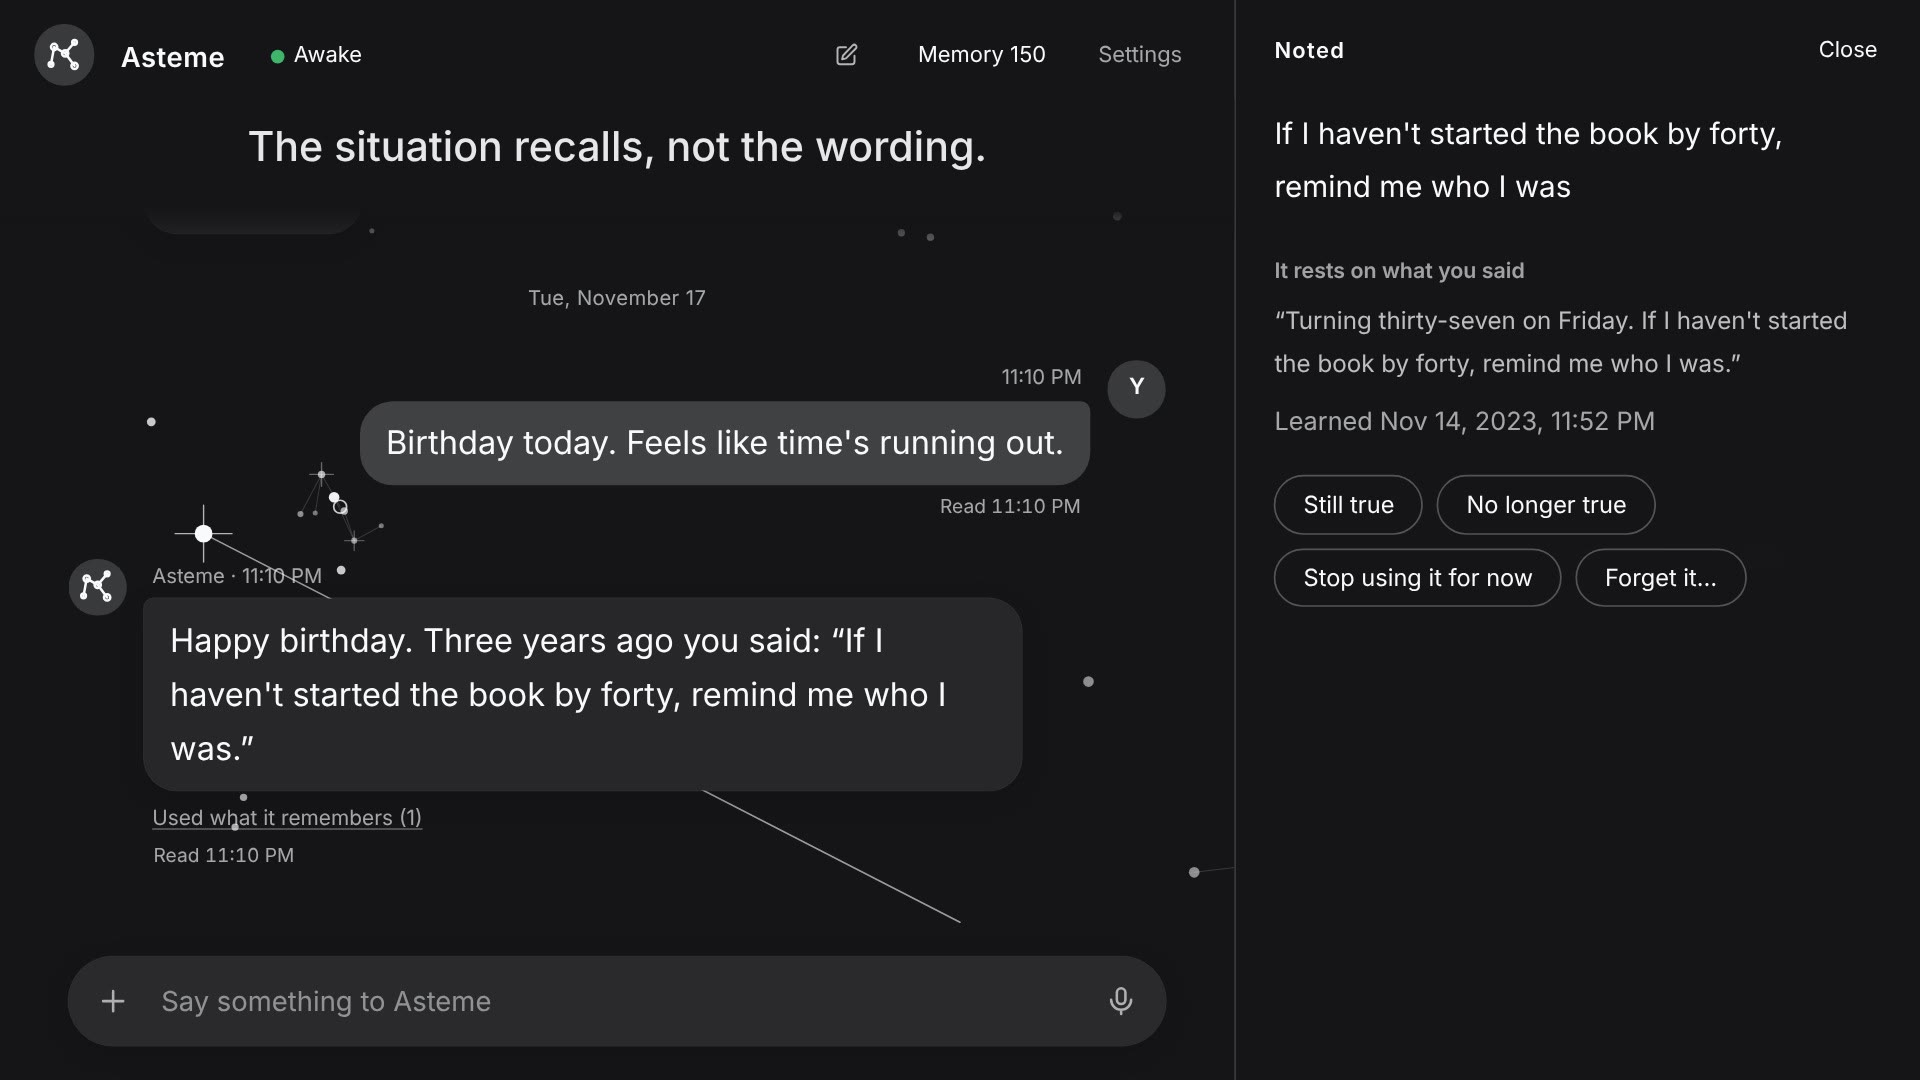 Asteme
Awake
Memory 150
Settings
The situation recalls, not the wording.
Tue, November 17
11:10 PM
Y
Birthday today. Feels like time's running out.
Read 11:10 PM
Asteme · 11:10 PM
Happy birthday. Three years ago you said: “If I
haven't started the book by forty, remind me who I
was.”
Used what it remembers (1)
Read 11:10 PM
Say something to Asteme
Noted
Close
If I haven't started the book by forty,
remind me who I was
It rests on what you said
“Turning thirty-seven on Friday. If I haven't started
the book by forty, remind me who I was.”
Learned Nov 14, 2023, 11:52 PM
Still true
No longer true
Stop using it for now
Forget it...